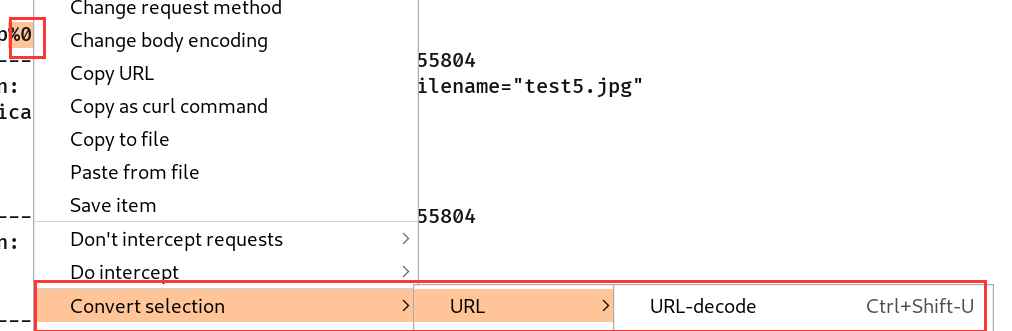 Change request method
p%0
Change body encoding
55804
Copy URL
n:
ilename="test5.jpg"
Copy as curl command
ica
Copy to file
Paste from file
Save item
---
55804
Don't intercept requests
n:
Do intercept
Convert selection > URL > URL-decode Ctrl+Shift-U
---